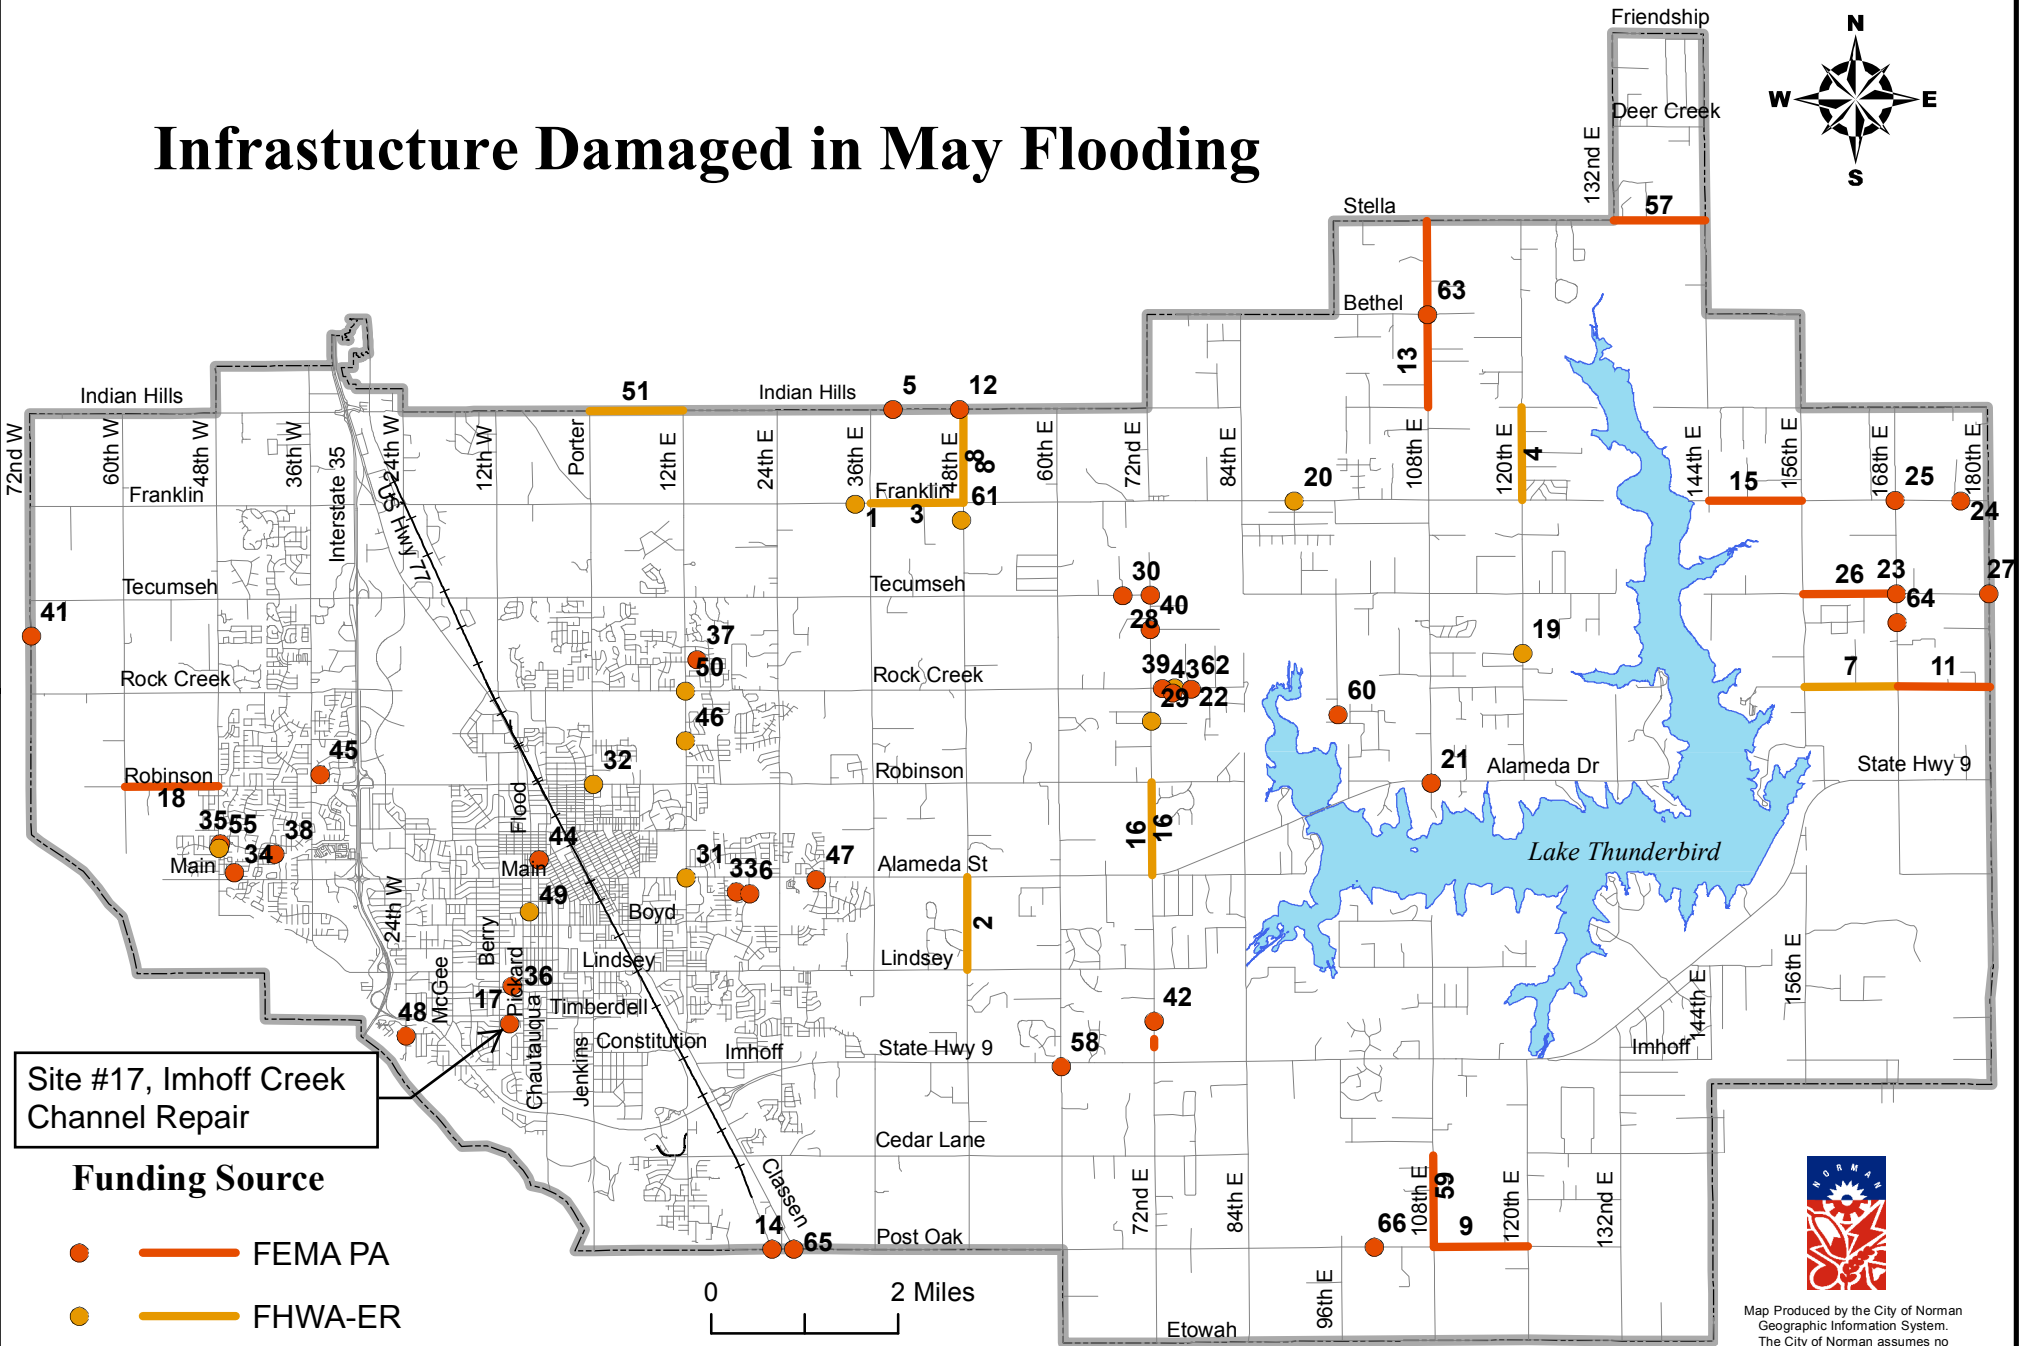 Friendship
N
W
E
S
Deer Creek
132nd E
Infrastucture Damaged in May Flooding
Stella
57
Bethel
63
13
Indian Hills
51
Indian Hills
5
12
72nd W
60th W
48th W
36th W
Interstate 35
24th W
US Hwy 77
12th W
Porter
12th E
24th E
36th E
48th E
8
8
60th E
72nd E
84th E
108th E
120th E
4
144th E
156th E
168th E
180th E
Franklin
Franklin
1
3
61
20
15
25
24
Tecumseh
Tecumseh
30
40
28
26
23
27
64
41
37
50
19
Rock Creek
Rock Creek
39
43
62
29
22
7
11
46
60
45
32
Robinson
18
Robinson
21
Alameda Dr
State Hwy 9
Flood
35
55
38
34
Main
44
Main
31
33
6
47
Alameda St
16
16
Lake Thunderbird
49
Boyd
2
24th W
Berry
Lindsey
Lindsey
156th E
36
17
Pickard
McGee
Chautauqua
Timberdell
42
144th E
48
Constitution
Jenkins
Imhoff
State Hwy 9
58
Imhoff
Site #17, Imhoff Creek
Channel Repair
Cedar Lane
Classen
72nd E
84th E
108th E
59
120th E
132nd E
14
65
Post Oak
66
9
96th E
Etowah
Funding Source
FEMA PA
FHWA-ER
0
2 Miles
NORMAN
Map Produced by the City of Norman
Geographic Information System.
The City of Norman assumes no